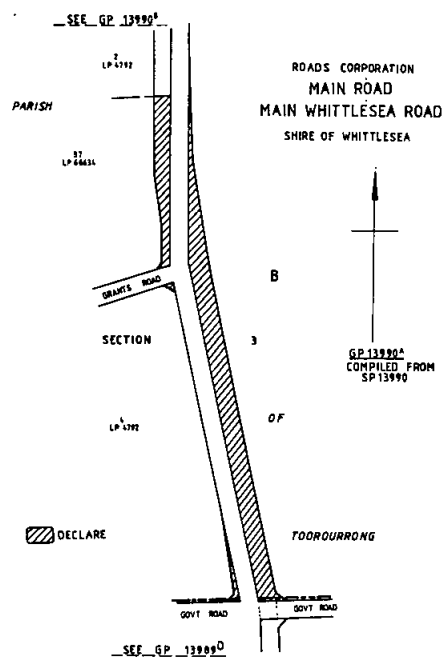 SEE GP 13990B
2
LP 4792
ROADS CORPORATION
MAIN ROAD
MAIN WHITTLESEA ROAD
SHIRE OF WHITTLESEA
PARISH
LP 66634
GRANTS ROAD
B
SECTION
3
GP 13990A
COMPILED FROM
SP 13990
4
LP 4792
OF
DECLARE
TOOROURRONG
GOVT ROAD
GOVT ROAD
SEE GP 13989D